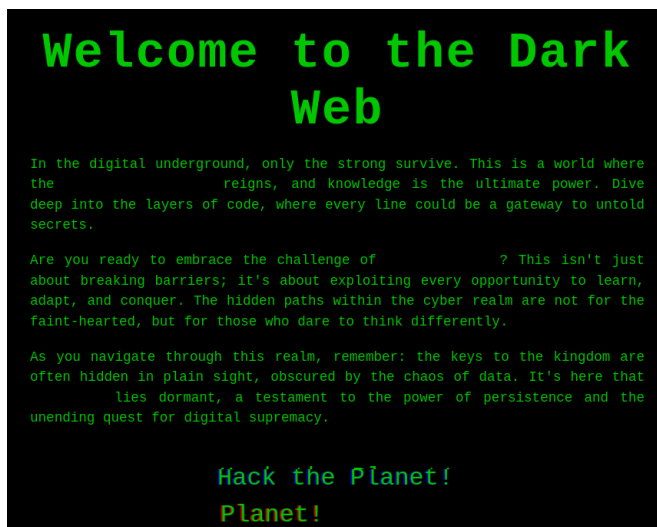 Welcome to the Dark
Web
In the digital underground, only the strong survive. This is a world where
the reigns, and knowledge is the ultimate power. Dive
deep into the layers of code, where every line could be a gateway to untold
secrets.
Are you ready to embrace the challenge of ? This isn't just
about breaking barriers; it's about exploiting every opportunity to learn,
adapt, and conquer. The hidden paths within the cyber realm are not for the
faint-hearted, but for those who dare to think differently.
As you navigate through this realm, remember: the keys to the kingdom are
often hidden in plain sight, obscured by the chaos of data. It's here that
lies dormant, a testament to the power of persistence and the
unending quest for digital supremacy.
Hack the Planet!
Planet!